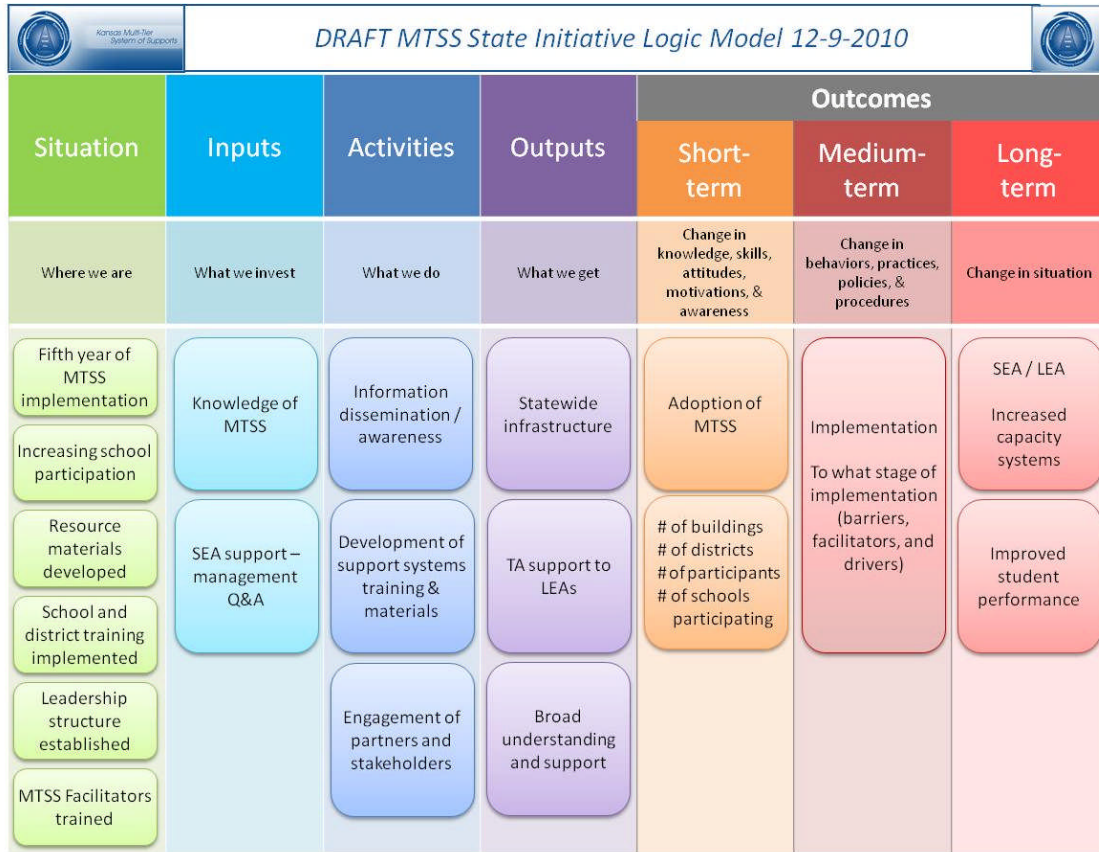 Kansas Multi-Tier
System of Supports
DRAFT MTSS State Initiative Logic Model 12-9-2010
Situation
Inputs
Activities
Outputs
Outcomes
Short-
term
Medium-
term
Long-
term
Where we are
What we invest
What we do
What we get
Change in
knowledge, skills,
attitudes,
motivations, &
awareness
Change in
behaviors, practices,
policies, &
procedures
Change in situation
Fifth year of
MTSS
implementation
Increasing school
participation
Resource
materials
developed
School and
district training
implemented
Leadership
structure
established
MTSS Facilitators
trained
Knowledge of
MTSS
SEA support –
management
Q&A
Information
dissemination /
awareness
Development of
support systems
training &
materials
Engagement of
partners and
stakeholders
Statewide
infrastructure
TA support to
LEAs
Broad
understanding
and support
Adoption of
MTSS
# of buildings
# of districts
# of participants
# of schools
participating
Implementation
To what stage of
implementation
(barriers,
facilitators, and
drivers)
SEA / LEA
Increased
capacity
systems
Improved
student
performance